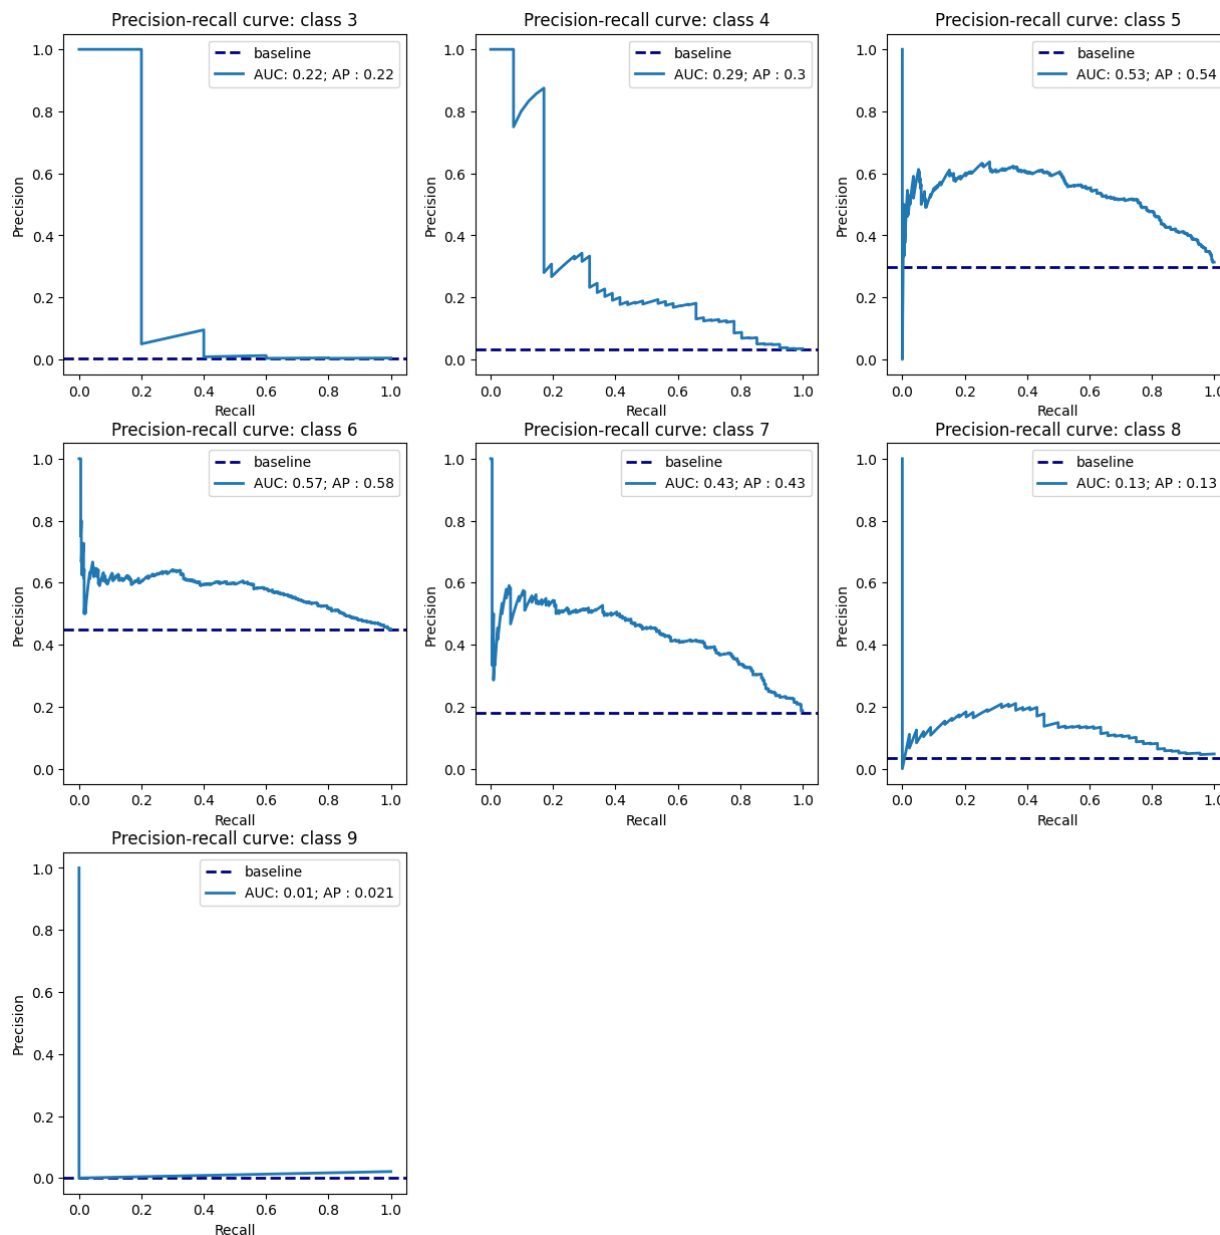 Precision-recall curve: class 3
1.0
0.8
0.6
0.4
0.2
0.0
Precision
baseline
AUC: 0.22; AP : 0.22
0.0 0.2 0.4 0.6 0.8 1.0
Recall
Precision-recall curve: class 4
1.0
0.8
0.6
0.4
0.2
0.0
Precision
baseline
AUC: 0.29; AP : 0.3
0.0 0.2 0.4 0.6 0.8 1.0
Recall
Precision-recall curve: class 5
1.0
0.8
0.6
0.4
0.2
0.0
Precision
baseline
AUC: 0.53; AP : 0.54
0.0 0.2 0.4 0.6 0.8 1.0
Recall
Precision-recall curve: class 6
1.0
0.8
0.6
0.4
0.2
0.0
Precision
baseline
AUC: 0.57; AP : 0.58
0.0 0.2 0.4 0.6 0.8 1.0
Recall
Precision-recall curve: class 7
1.0
0.8
0.6
0.4
0.2
0.0
Precision
baseline
AUC: 0.43; AP : 0.43
0.0 0.2 0.4 0.6 0.8 1.0
Recall
Precision-recall curve: class 8
1.0
0.8
0.6
0.4
0.2
0.0
Precision
baseline
AUC: 0.13; AP : 0.13
0.0 0.2 0.4 0.6 0.8 1.0
Recall
Precision-recall curve: class 9
1.0
0.8
0.6
0.4
0.2
0.0
Precision
baseline
AUC: 0.01; AP : 0.021
0.0 0.2 0.4 0.6 0.8 1.0
Recall